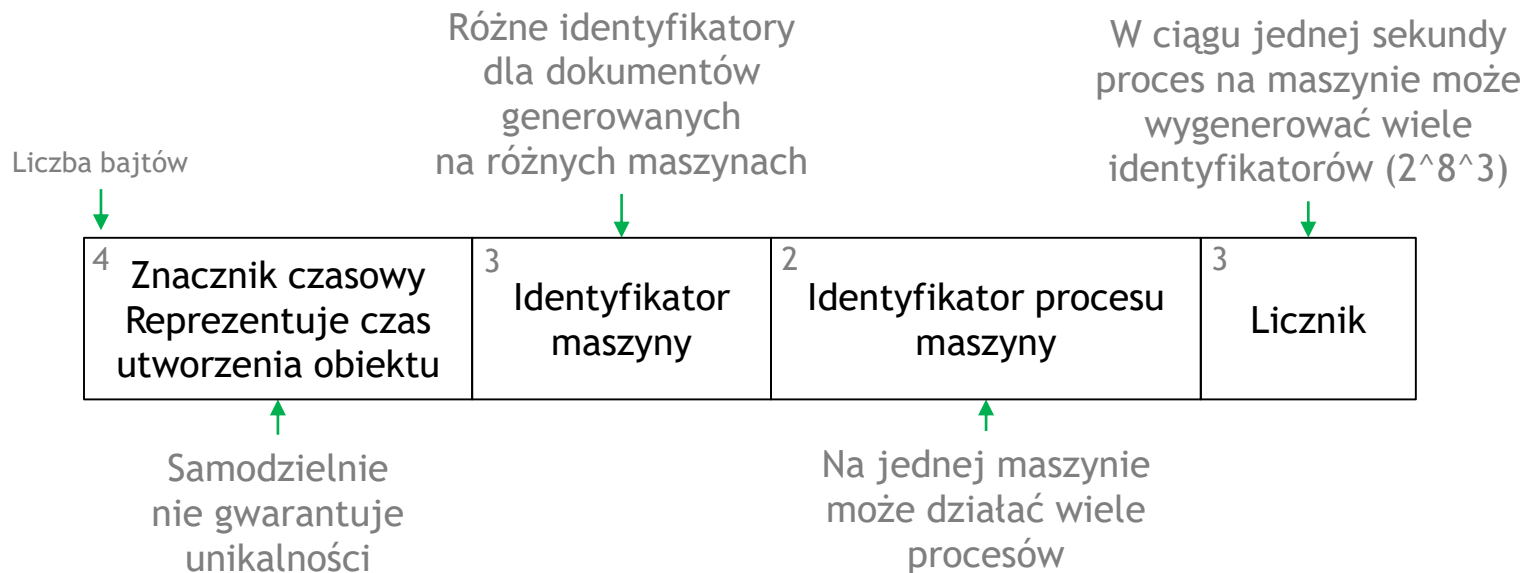 Różne identyfikatory
dla dokumentów
generowanych
na różnych maszynach
W ciągu jednej sekundy
proces na maszynie może
wygenerować wiele
identyfikatorów (2^8^3)
Liczba bajtów
4
Znacznik czasowy
Reprezentuje czas
utworzenia obiektu
3
Identyfikator
maszyny
2
Identyfikator procesu
maszyny
3
Licznik
Samodzielnie
nie gwarantuje
unikalności
Na jednej maszynie
może działać wiele
procesów